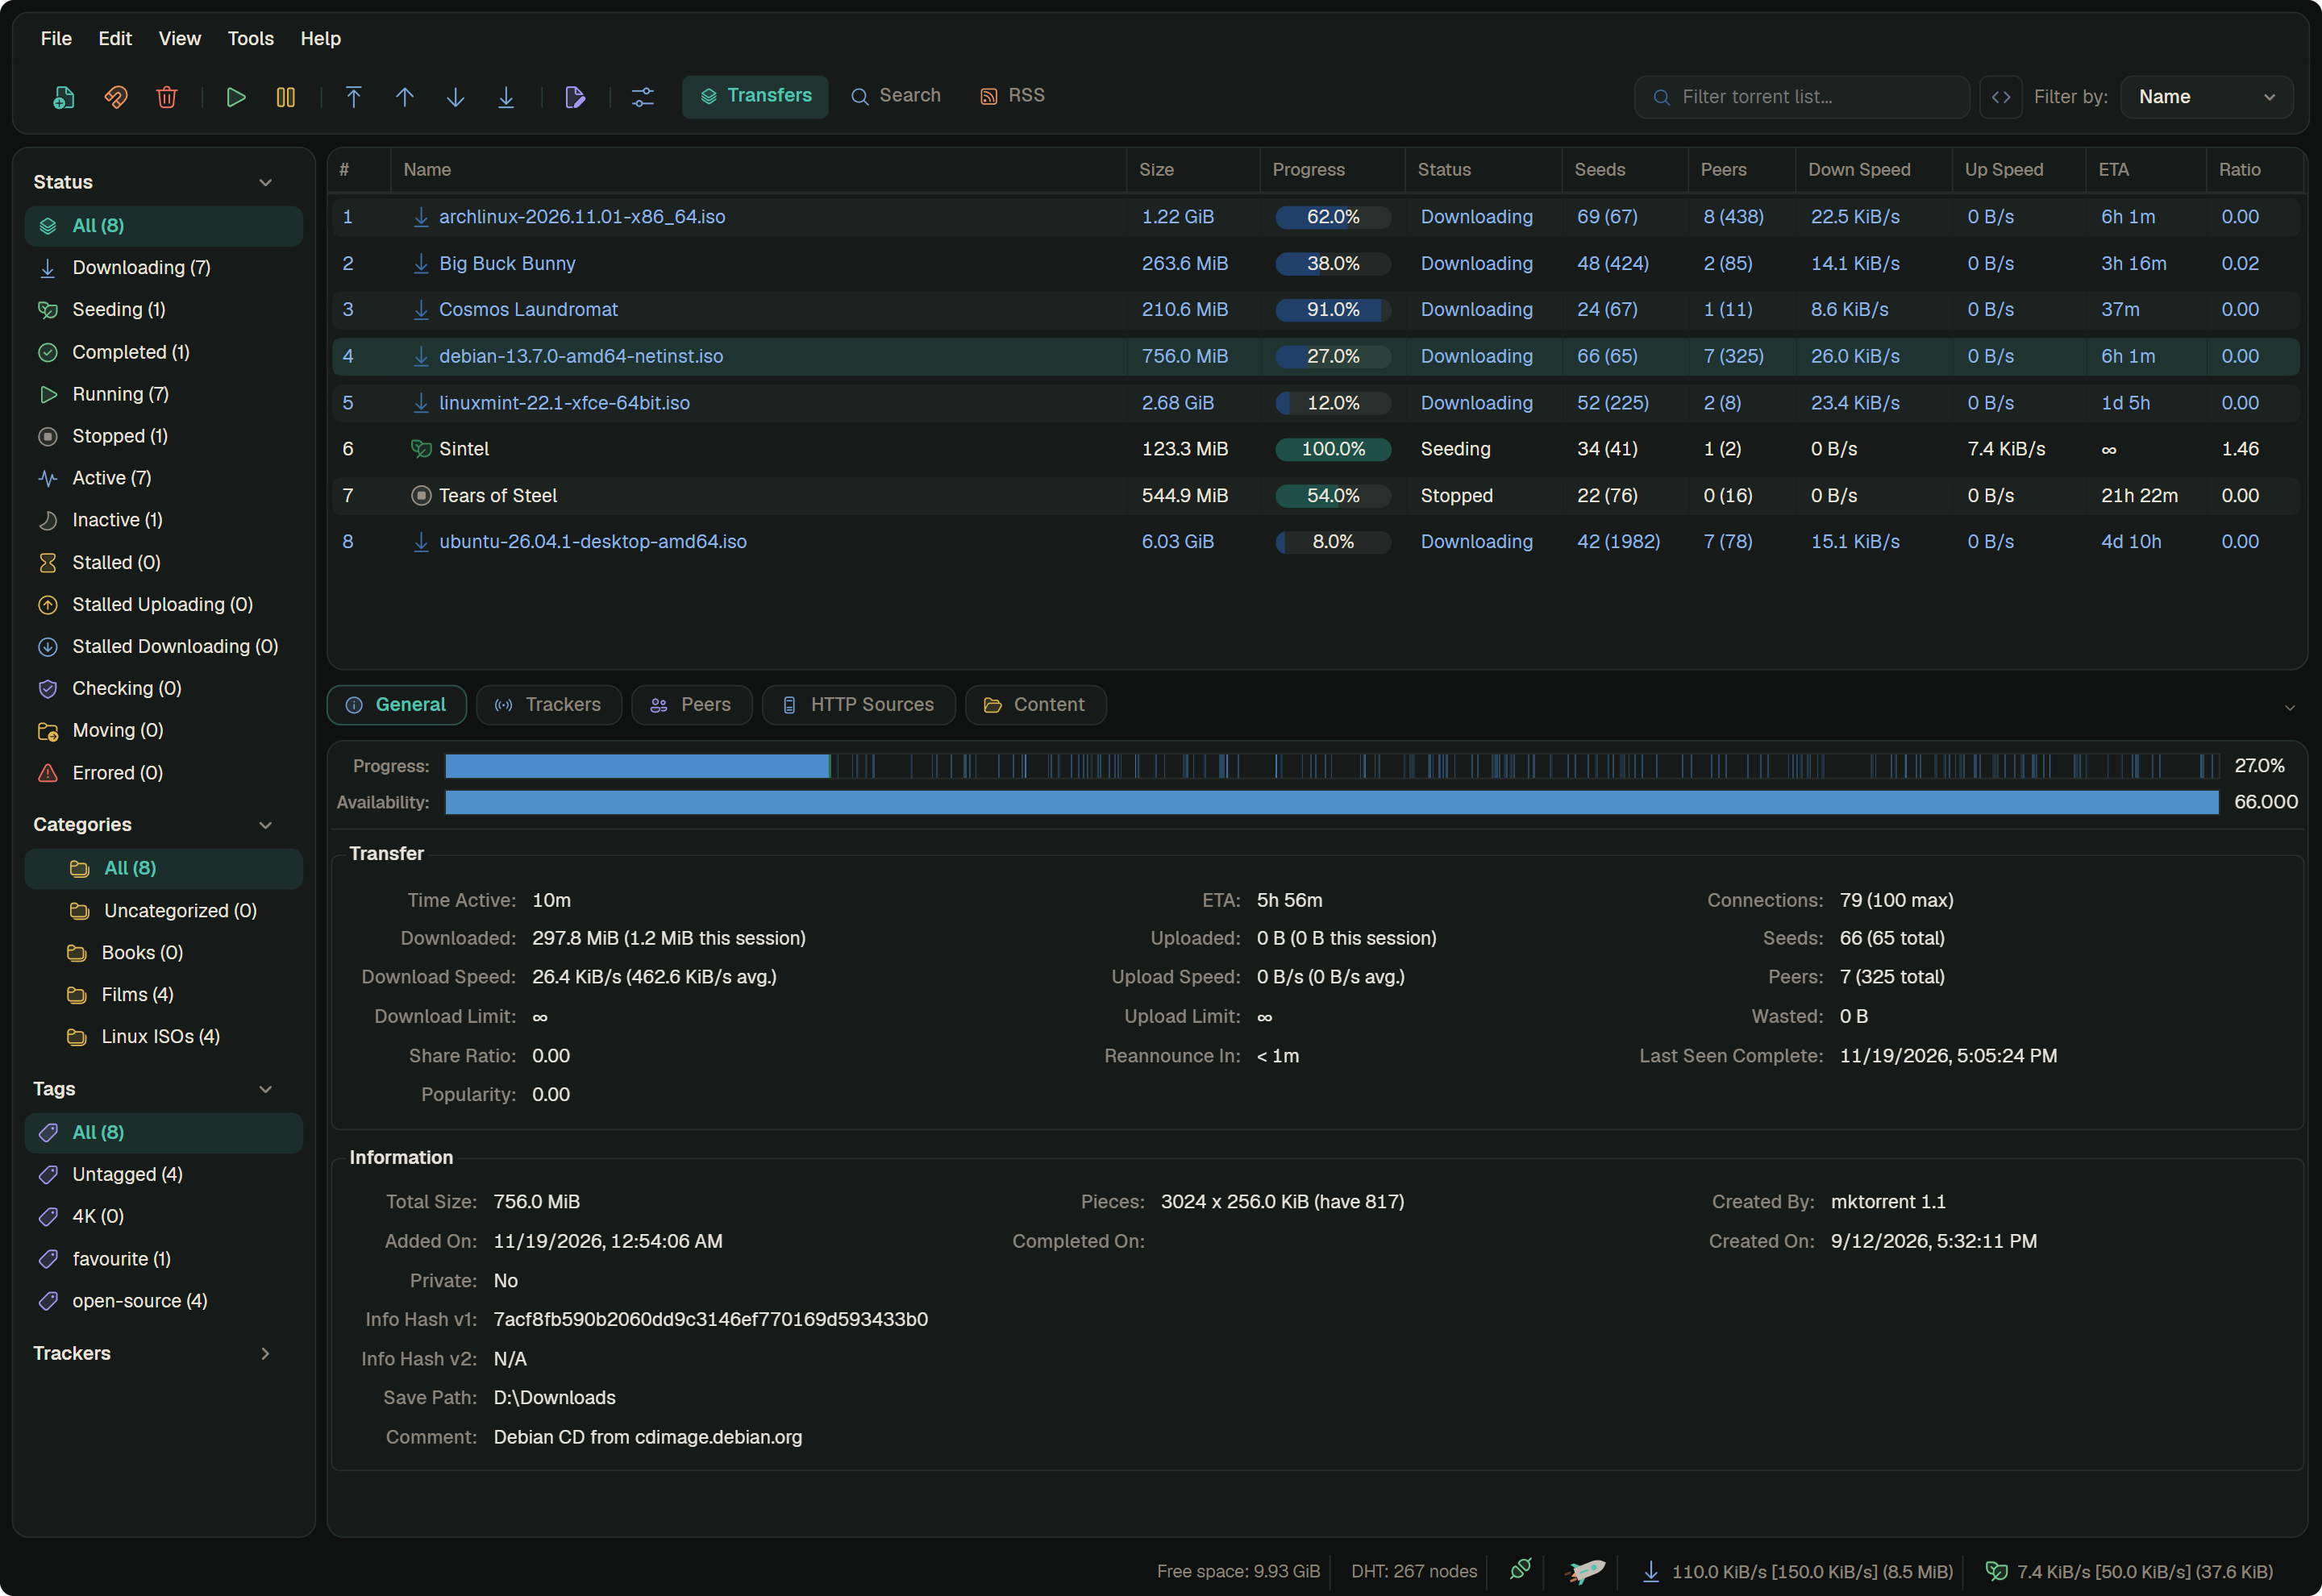 File Edit View Tools Help
Transfers Search RSS Filter torrent list... Filter by: Name
Status
All (8)
Downloading (7)
Seeding (1)
Completed (1)
Running (7)
Stopped (1)
Active (7)
Inactive (1)
Stalled (0)
Stalled Uploading (0)
Stalled Downloading (0)
Checking (0)
Moving (0)
Errored (0)
Categories
All (8)
Uncategorized (0)
Books (0)
Films (4)
Linux ISOs (4)
Tags
All (8)
Untagged (4)
4K (0)
favourite (1)
open-source (4)
Trackers
# Name Size Progress Status Seeds Peers Down Speed Up Speed ETA Ratio
1 archlinux-2026.11.01-x86_64.iso 1.22 GiB 62.0% Downloading 69 (67) 8 (438) 22.5 KiB/s 0 B/s 6h 1m 0.00
2 Big Buck Bunny 263.6 MiB 38.0% Downloading 48 (424) 2 (85) 14.1 KiB/s 0 B/s 3h 16m 0.02
3 Cosmos Laundromat 210.6 MiB 91.0% Downloading 24 (67) 1 (11) 8.6 KiB/s 0 B/s 37m 0.00
4 debian-13.7.0-amd64-netinst.iso 756.0 MiB 27.0% Downloading 66 (65) 7 (325) 26.0 KiB/s 0 B/s 6h 1m 0.00
5 linuxmint-22.1-xfce-64bit.iso 2.68 GiB 12.0% Downloading 52 (225) 2 (8) 23.4 KiB/s 0 B/s 1d 5h 0.00
6 Sintel 123.3 MiB 100.0% Seeding 34 (41) 1 (2) 0 B/s 7.4 KiB/s ∞ 1.46
7 Tears of Steel 544.9 MiB 54.0% Stopped 22 (76) 0 (16) 0 B/s 0 B/s 21h 22m 0.00
8 ubuntu-26.04.1-desktop-amd64.iso 6.03 GiB 8.0% Downloading 42 (1982) 7 (78) 15.1 KiB/s 0 B/s 4d 10h 0.00
General Trackers Peers HTTP Sources Content
Progress: 27.0%
Availability: 66.000
Transfer
Time Active: 10m ETA: 5h 56m Connections: 79 (100 max)
Downloaded: 297.8 MiB (1.2 MiB this session) Uploaded: 0 B (0 B this session) Seeds: 66 (65 total)
Download Speed: 26.4 KiB/s (462.6 KiB/s avg.) Upload Speed: 0 B/s (0 B/s avg.) Peers: 7 (325 total)
Download Limit: ∞ Upload Limit: ∞ Wasted: 0 B
Share Ratio: 0.00 Reannounce In: < 1m Last Seen Complete: 11/19/2026, 5:05:24 PM
Popularity: 0.00
Information
Total Size: 756.0 MiB Pieces: 3024 x 256.0 KiB (have 817) Created By: mktorrent 1.1
Added On: 11/19/2026, 12:54:06 AM Completed On: Created On: 9/12/2026, 5:32:11 PM
Private: No
Info Hash v1: 7acf8fb590b2060dd9c3146ef770169d593433b0
Info Hash v2: N/A
Save Path: D:\Downloads
Comment: Debian CD from cdimage.debian.org
Free space: 9.93 GiB DHT: 267 nodes 110.0 KiB/s [150.0 KiB/s] (8.5 MiB) 7.4 KiB/s [50.0 KiB/s] (37.6 KiB)